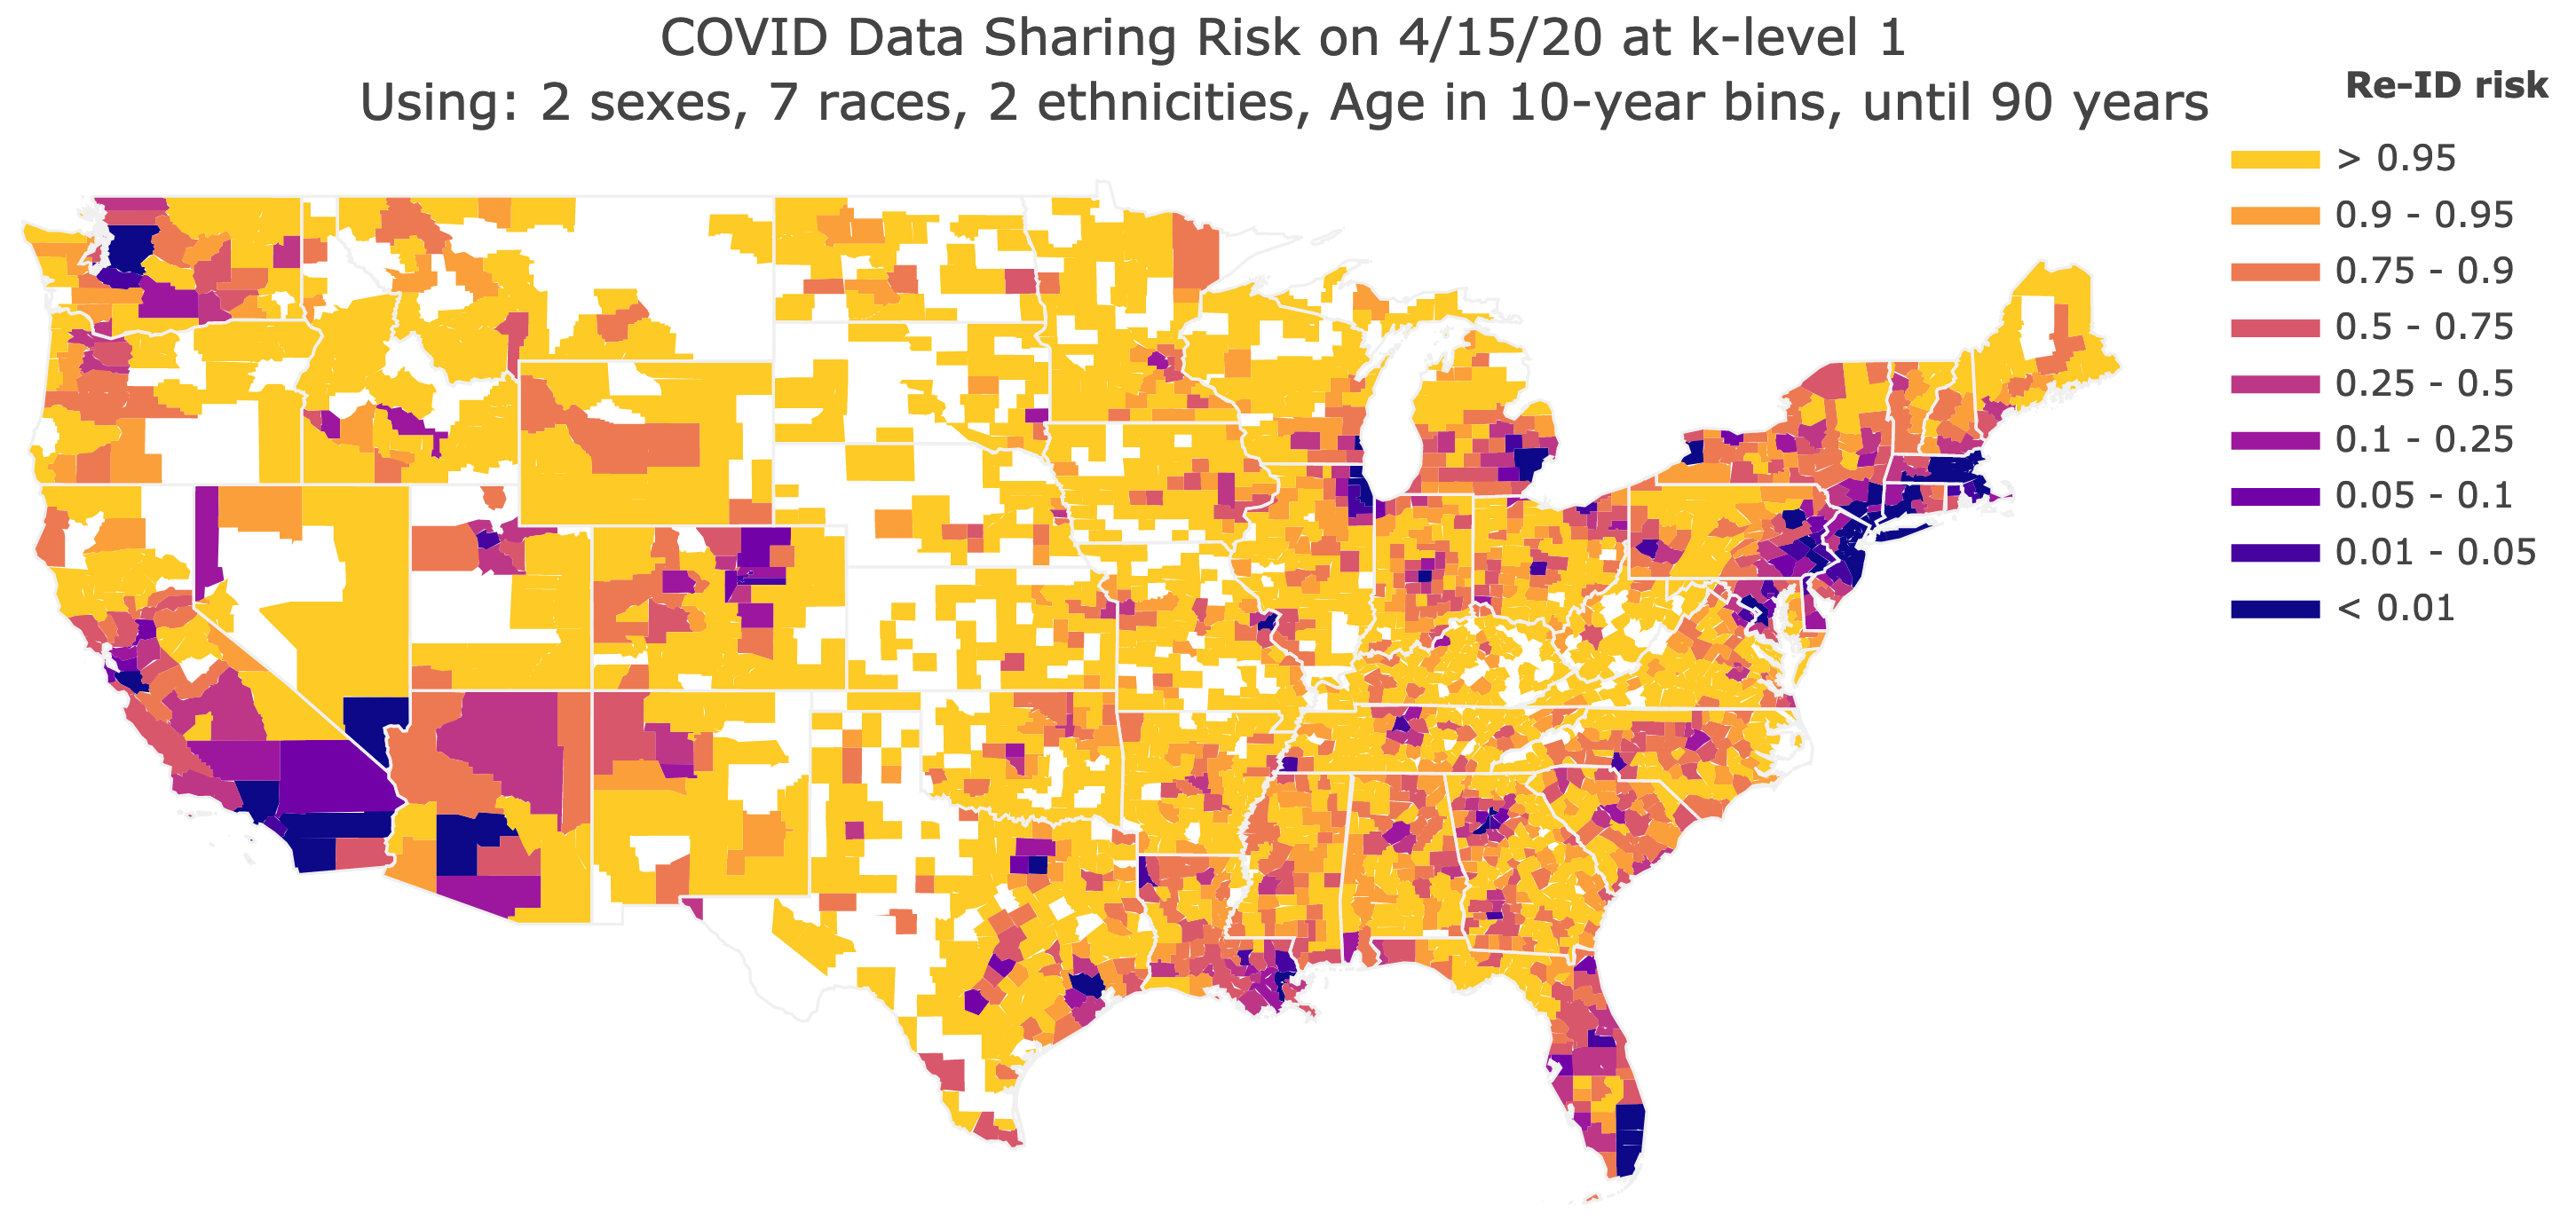 COVID Data Sharing Risk on 4/15/20 at k-level 1
Using: 2 sexes, 7 races, 2 ethnicities, Age in 10-year bins, until 90 years
Re-ID risk
> 0.95
0.9 - 0.95
0.75 - 0.9
0.5 - 0.75
0.25 - 0.5
0.1 - 0.25
0.05 - 0.1
0.01 - 0.05
< 0.01